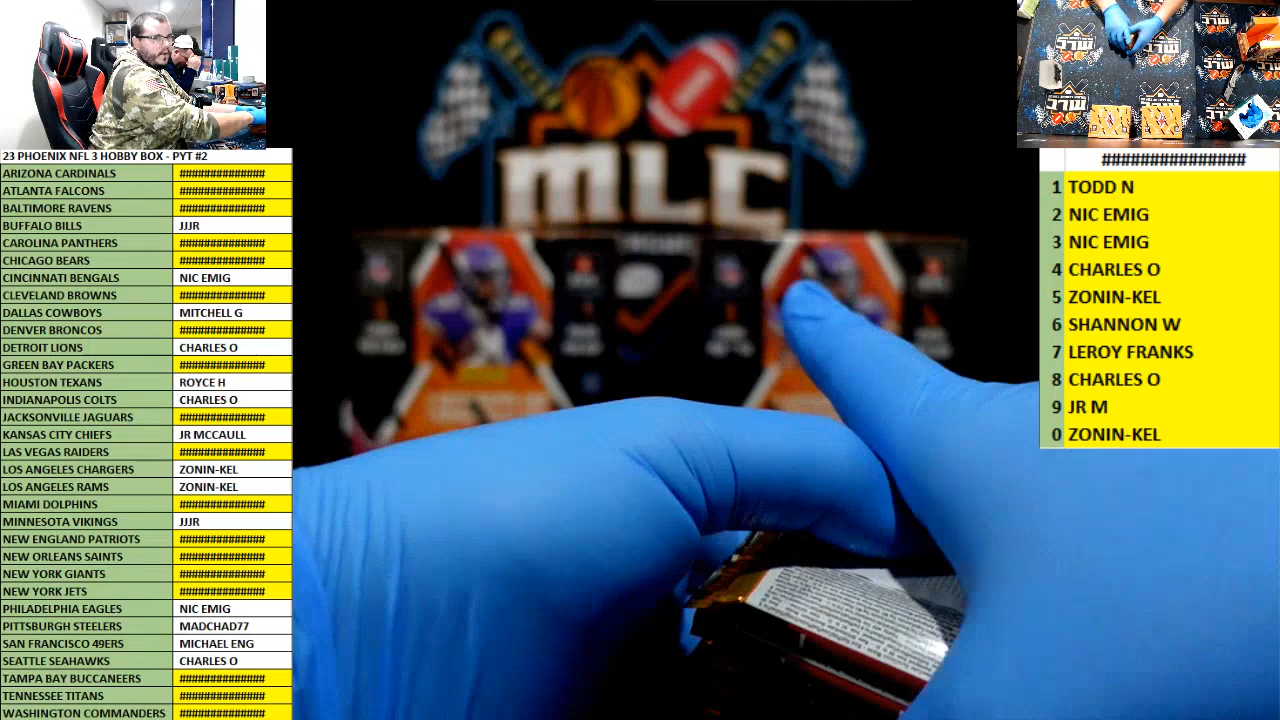 23 PHOENIX NFL 3 HOBBY BOX - PYT #2
ARIZONA CARDINALS ##############
ATLANTA FALCONS ##############
BALTIMORE RAVENS ##############
BUFFALO BILLS JJJR
CAROLINA PANTHERS ##############
CHICAGO BEARS ##############
CINCINNATI BENGALS NIC EMIG
CLEVELAND BROWNS ##############
DALLAS COWBOYS MITCHELL G
DENVER BRONCOS ##############
DETROIT LIONS CHARLES O
GREEN BAY PACKERS ##############
HOUSTON TEXANS ROYCE H
INDIANAPOLIS COLTS CHARLES O
JACKSONVILLE JAGUARS ##############
KANSAS CITY CHIEFS JR MCCAULL
LAS VEGAS RAIDERS ##############
LOS ANGELES CHARGERS ZONIN-KEL
LOS ANGELES RAMS ZONIN-KEL
MIAMI DOLPHINS ##############
MINNESOTA VIKINGS JJJR
NEW ENGLAND PATRIOTS ##############
NEW ORLEANS SAINTS ##############
NEW YORK GIANTS ##############
NEW YORK JETS ##############
PHILADELPHIA EAGLES NIC EMIG
PITTSBURGH STEELERS MADCHAD77
SAN FRANCISCO 49ERS MICHAEL ENG
SEATTLE SEAHAWKS CHARLES O
TAMPA BAY BUCCANEERS ##############
TENNESSEE TITANS ##############
WASHINGTON COMMANDERS ##############
MLC
###############
1 TODD N
2 NIC EMIG
3 NIC EMIG
4 CHARLES O
5 ZONIN-KEL
6 SHANNON W
7 LEROY FRANKS
8 CHARLES O
9 JR M
0 ZONIN-KEL